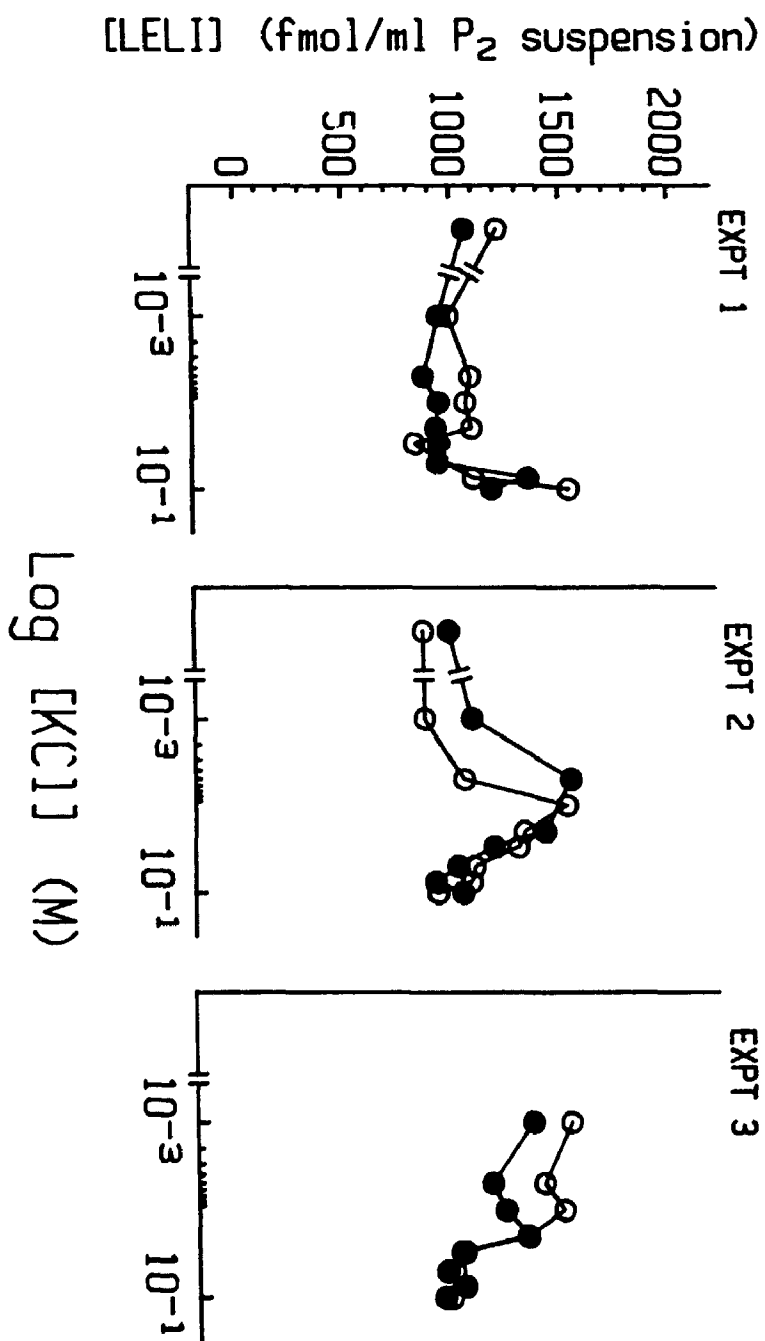 [LELI] (fmol/ml P₂ suspension)
2000
1500
1000
500
0
EXPT 1
10⁻³
10⁻¹
EXPT 2
10⁻³
10⁻¹
EXPT 3
10⁻³
10⁻¹
Log [KCl] (M)